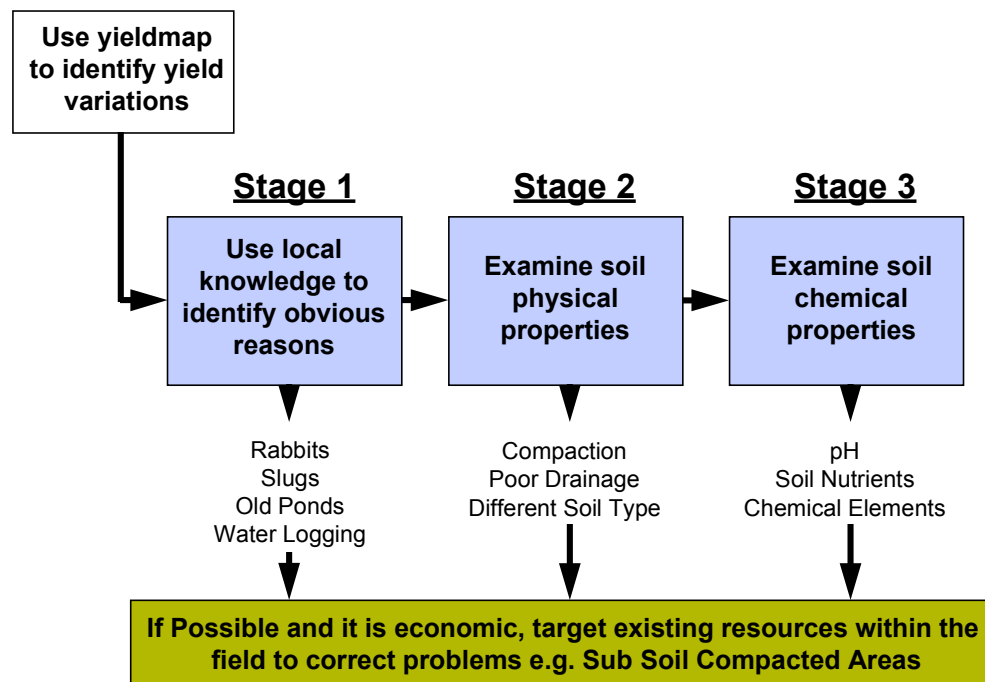 Use yieldmap
to identify yield
variations
Stage 1
Use local
knowledge to
identify obvious
reasons
Rabbits
Slugs
Old Ponds
Water Logging
Stage 2
Examine soil
physical
properties
Compaction
Poor Drainage
Different Soil Type
Stage 3
Examine soil
chemical
properties
pH
Soil Nutrients
Chemical Elements
If Possible and it is economic, target existing resources within the
field to correct problems e.g. Sub Soil Compacted Areas